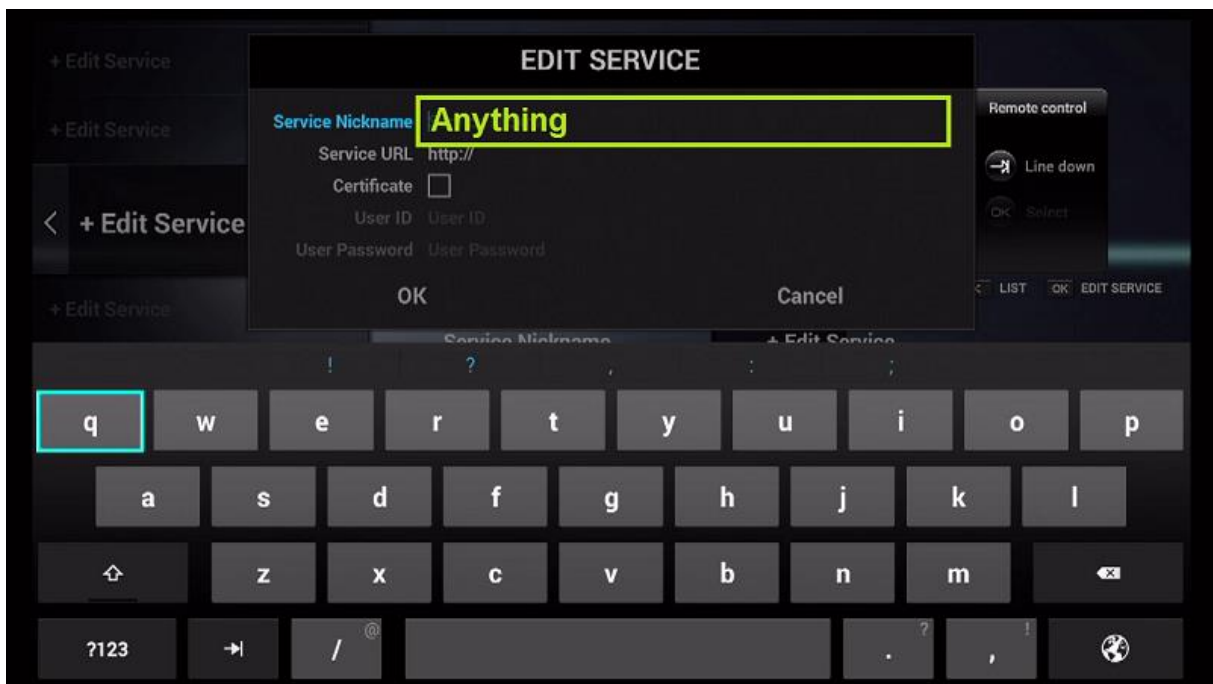 + Edit Service
EDIT SERVICE
+ Edit Service
Service Nickname Anything
Remote control
Service URL http://
Line down
Certificate
< + Edit Service
User ID User ID
OK Select
User Password User Password
OK Cancel
< LIST OK EDIT SERVICE
+ Edit Service
Service Nickname + Edit Service
! ? , : ;
q w e r t y u i o p
a s d f g h j k l
z x c v b n m
?123 / @ . ? , !